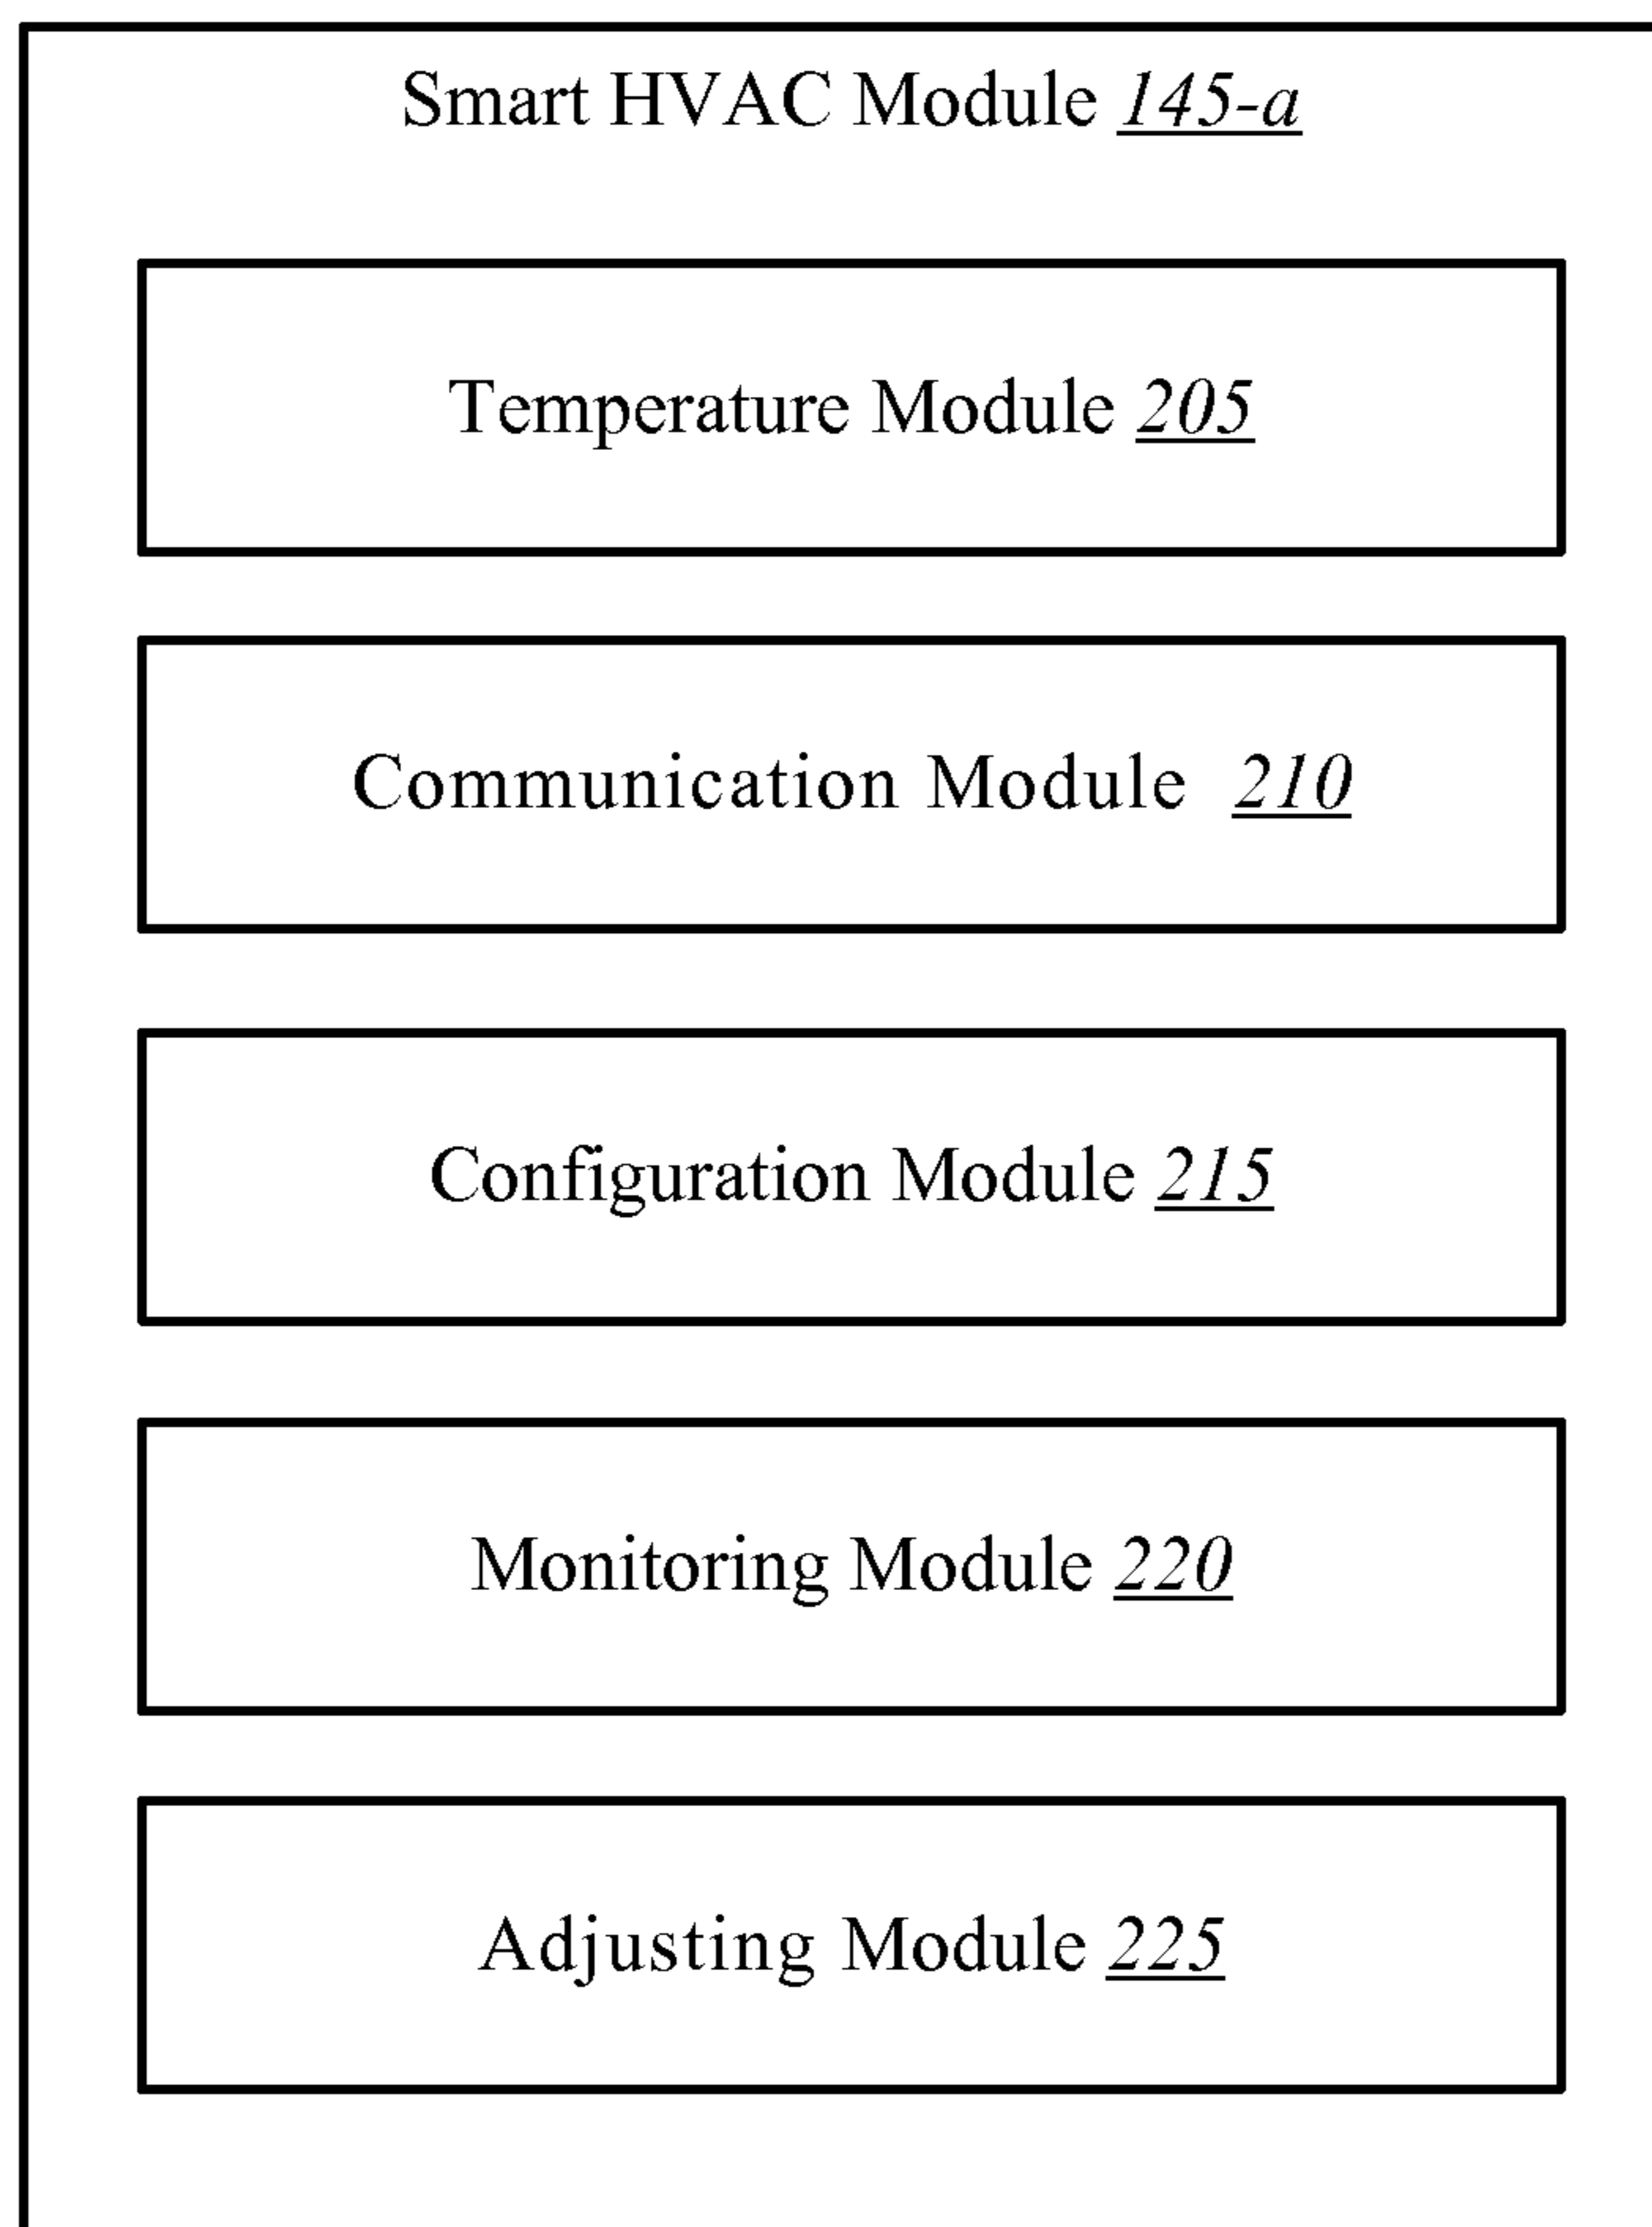 Smart HVAC Module 145-a
Temperature Module 205
Communication Module 210
Configuration Module 215
Monitoring Module 220
Adjusting Module 225